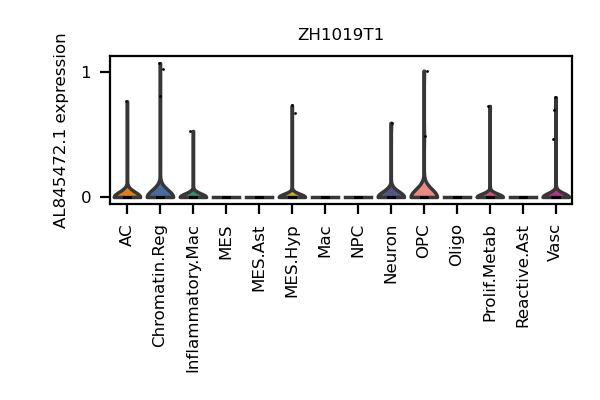 ZH1019T1
AL845472.1 expression
1
0
AC
Chromatin.Reg
Inflammatory.Mac
MES
MES.Ast
MES.Hyp
Mac
NPC
Neuron
OPC
Oligo
Prolif.Metab
Reactive.Ast
Vasc